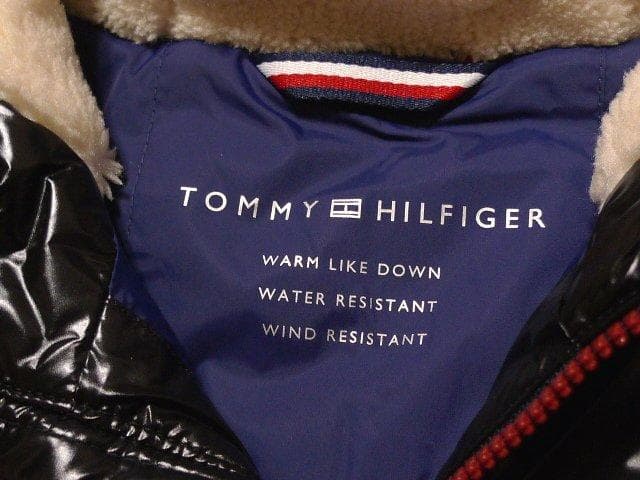 TOMMY HILFIGER
WARM LIKE DOWN
WATER RESISTANT
WIND RESISTANT